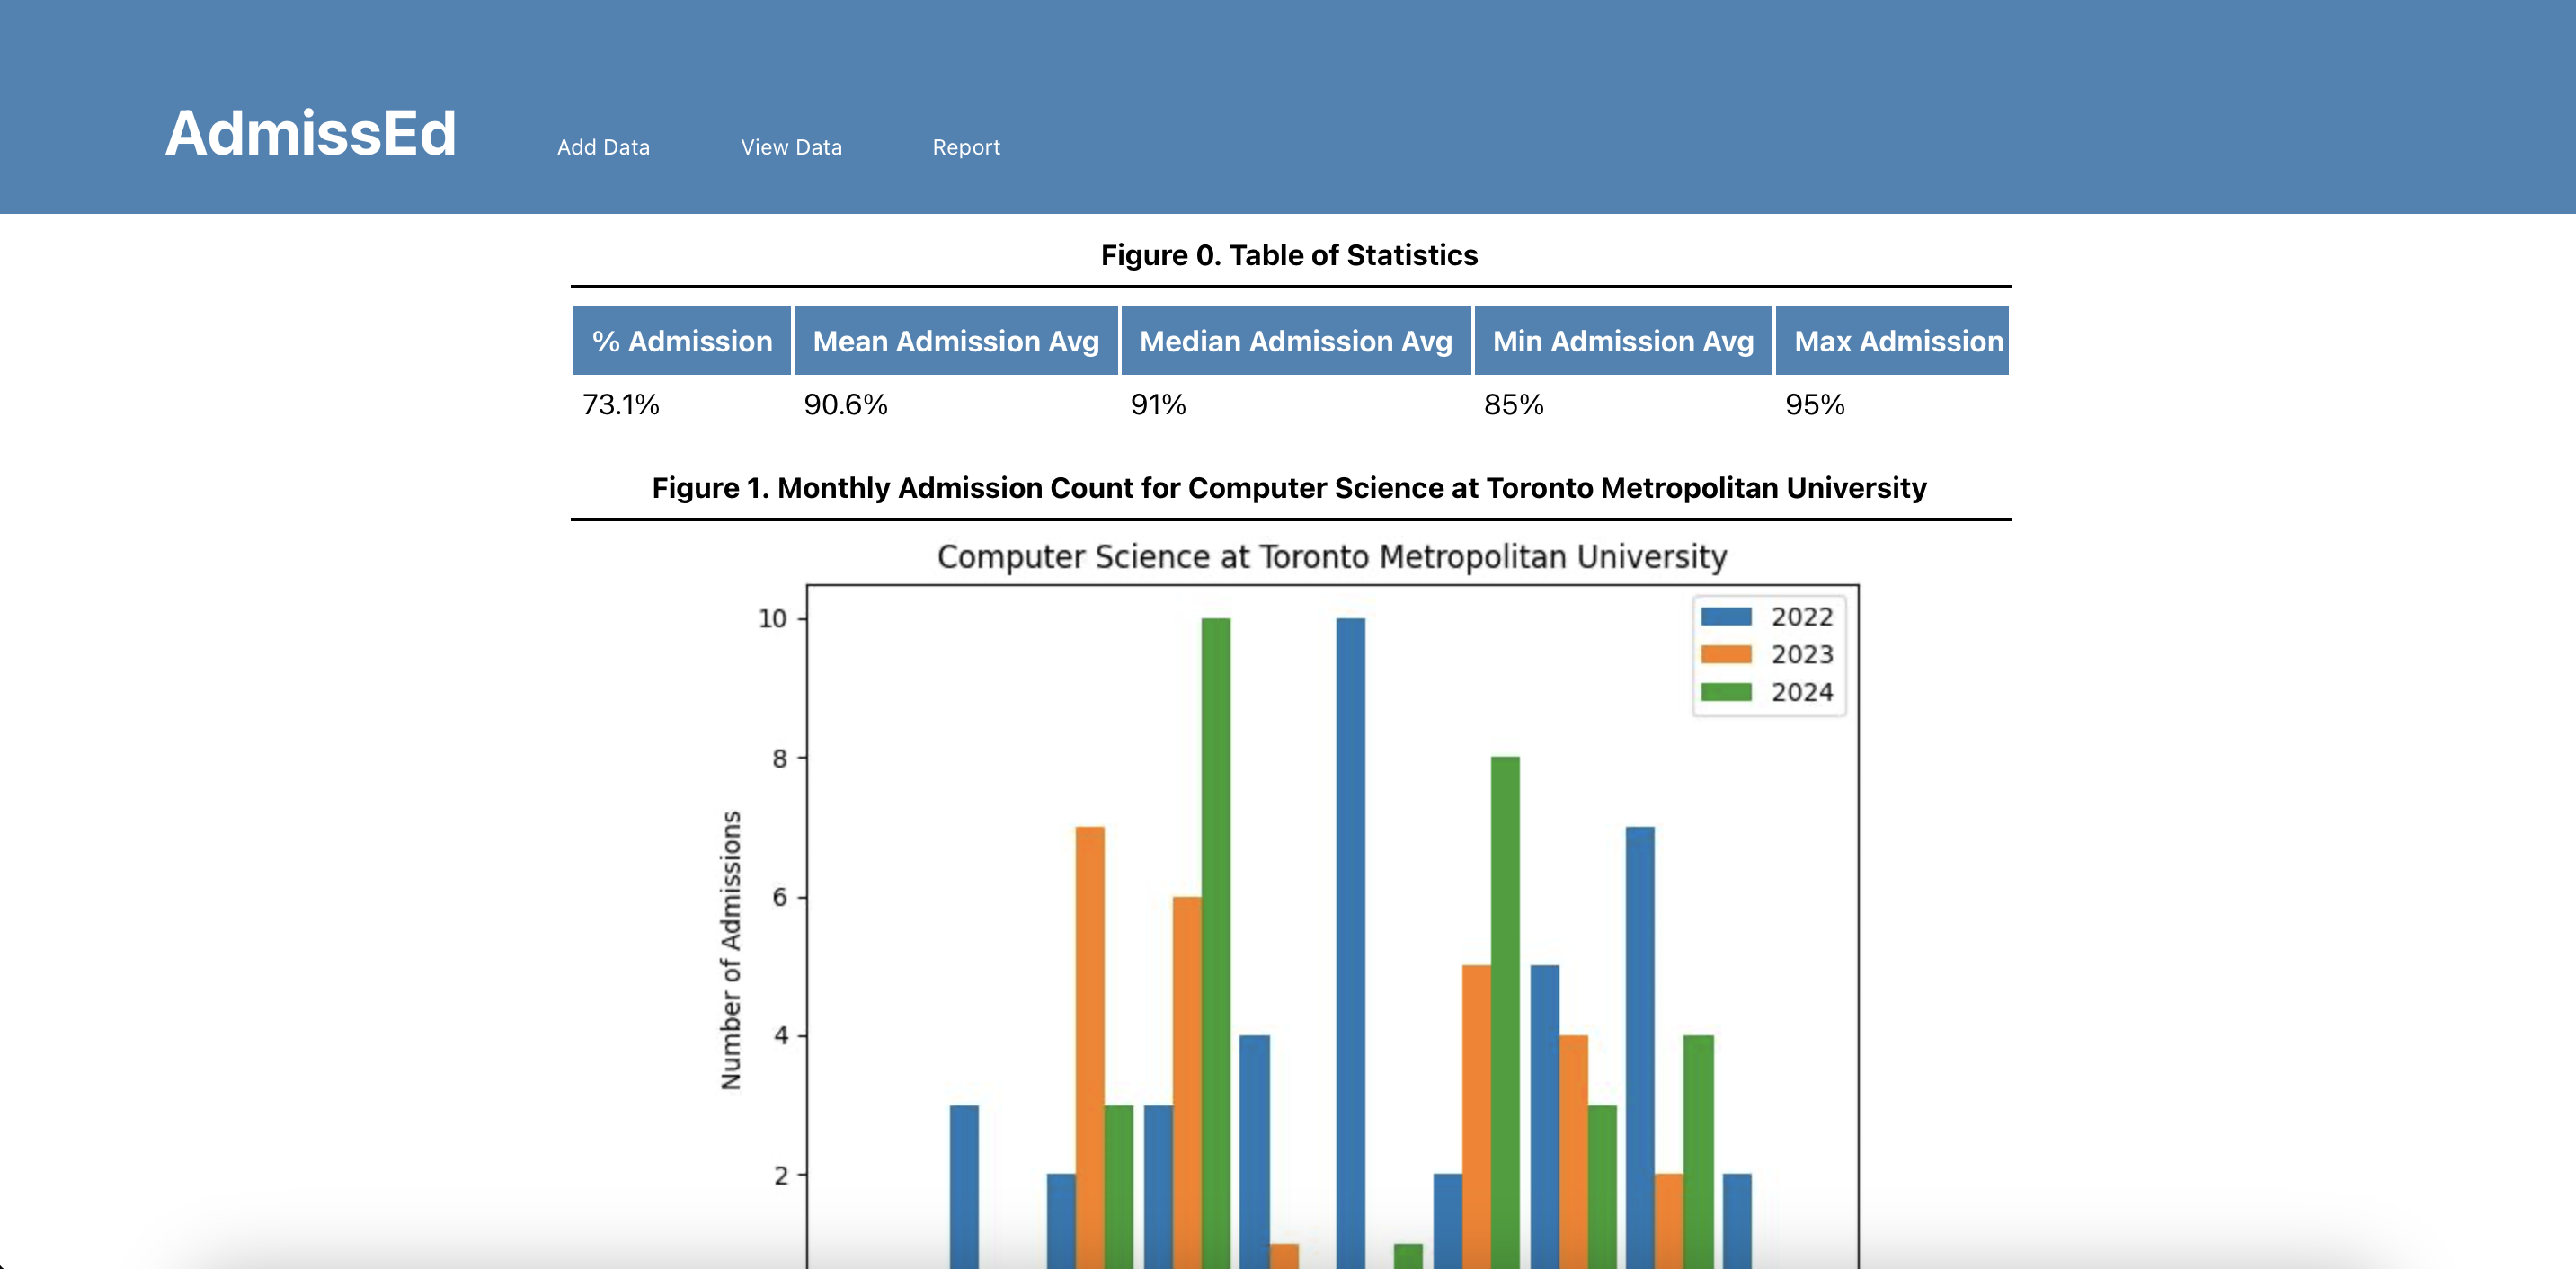 AdmissEd Add Data View Data Report
Figure 0. Table of Statistics
% Admission Mean Admission Avg Median Admission Avg Min Admission Avg Max Admission
73.1% 90.6% 91% 85% 95%
Figure 1. Monthly Admission Count for Computer Science at Toronto Metropolitan University
Computer Science at Toronto Metropolitan University
10
2022
2023
2024
8
6
4
2
Number of Admissions